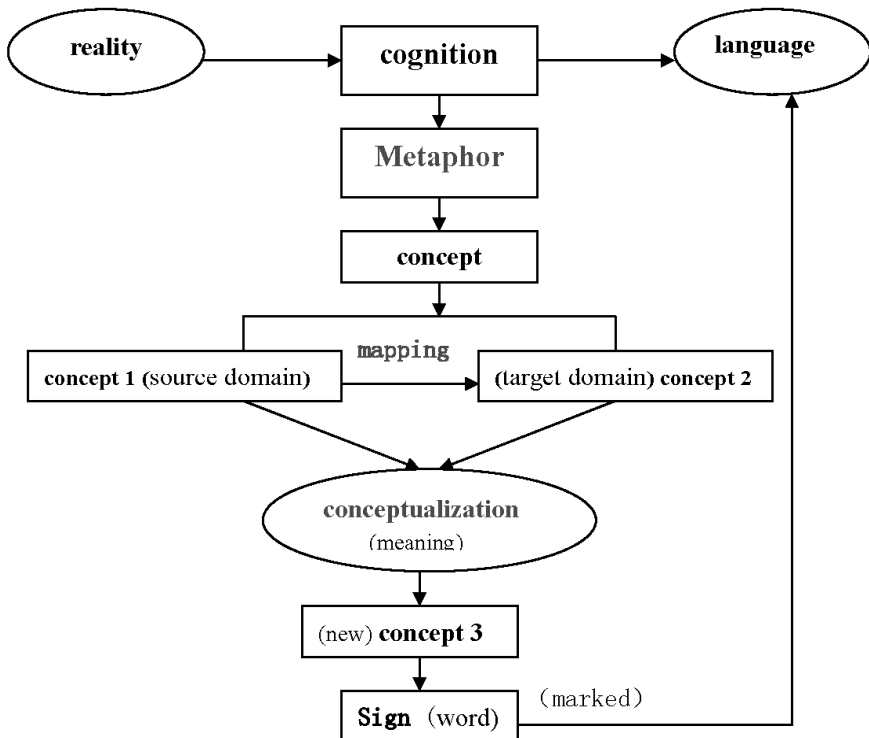 reality
cognition
language
Metaphor
concept
mapping
concept 1 (source domain)
(target domain) concept 2
conceptualization
(meaning)
(new) concept 3
Sign (word)
(marked)